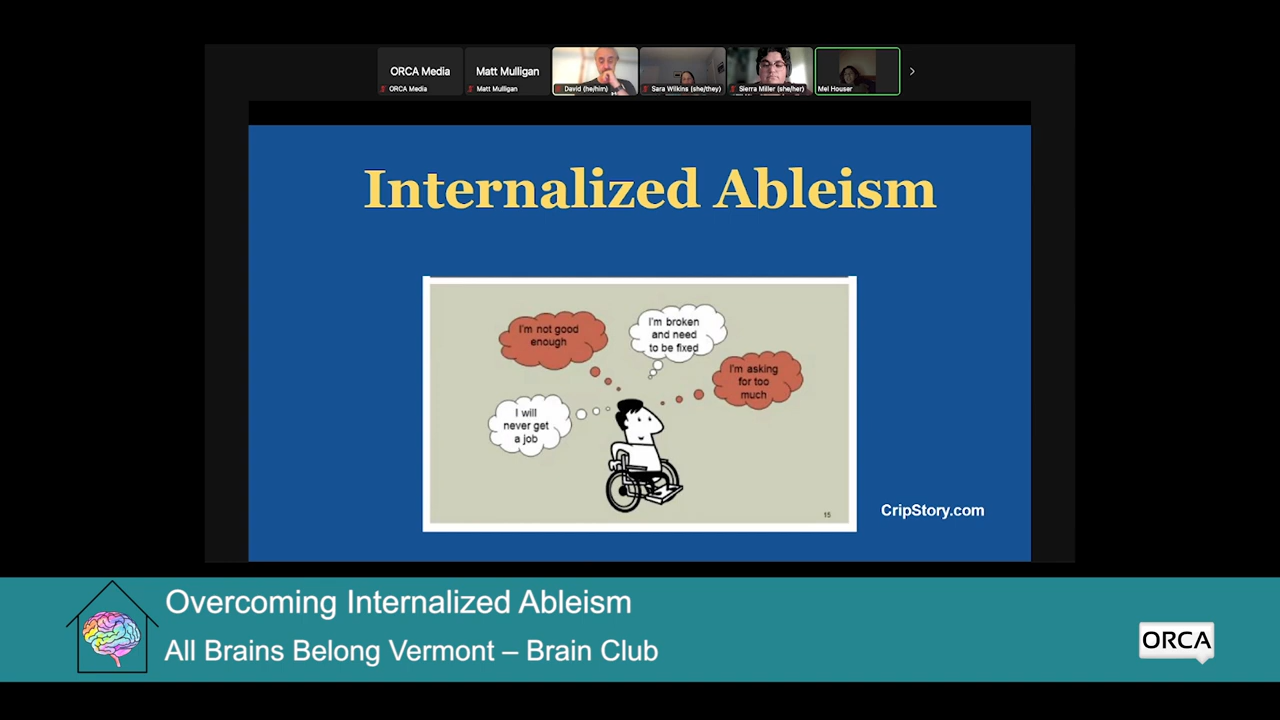 ORCA Media
Matt Mulligan
ORCA Media
Matt Mulligan
David (he/him)
Sara Wilkins (she/they)
Sierra Miller (she/her)
Mel Houser
Internalized Ableism
I'm not good
enough
I'm broken
and need
to be fixed
I'm asking
for too
much
I will
never get
a job
15
CripStory.com
Overcoming Internalized Ableism
All Brains Belong Vermont – Brain Club
ORCA